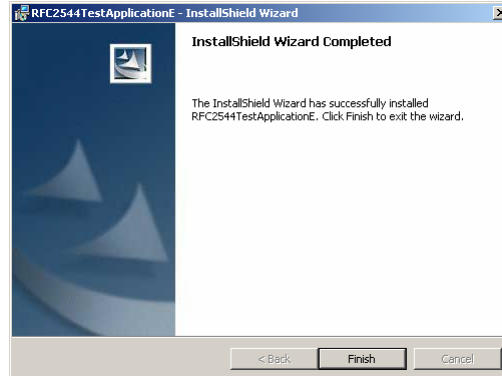 RFC2544TestApplicationE - InstallShield Wizard
InstallShield Wizard Completed
The InstallShield Wizard has successfully installed
RFC2544TestApplicationE. Click Finish to exit the wizard.
< Back
Finish
Cancel